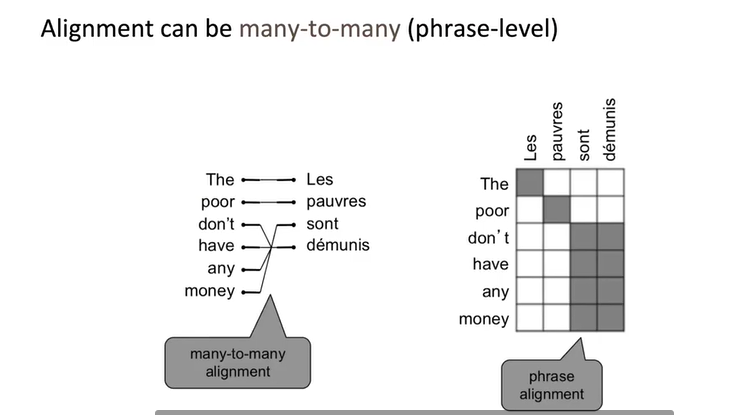 Alignment can be many-to-many (phrase-level)
The Les
poor pauvres
don't sont
have démunis
any
money
many-to-many
alignment
Les pauvres sont démunis
The
poor
don't
have
any
money
phrase
alignment